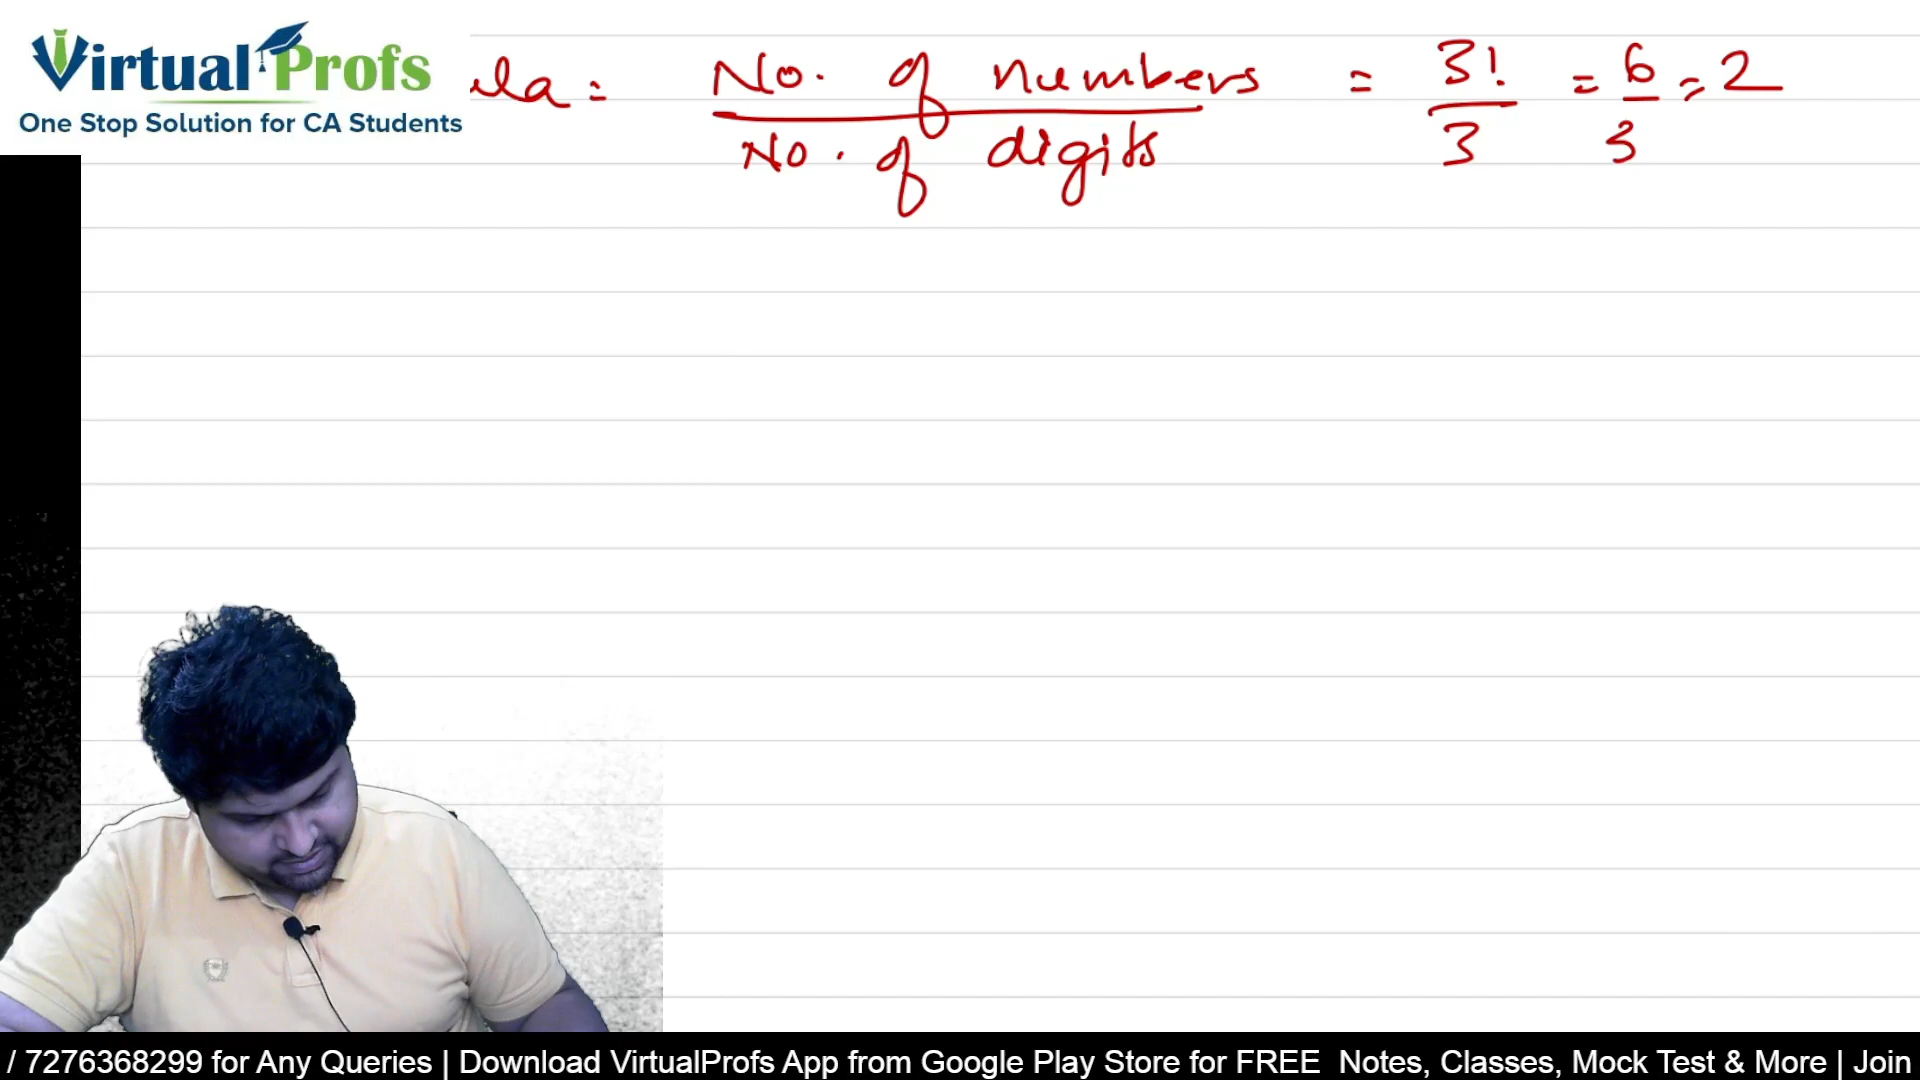 VirtualProfs
One Stop Solution for CA Students
ula = No. of numbers / No. of digits = 3! / 3 = 6 / 3 = 2
/ 7276368299 for Any Queries | Download VirtualProfs App from Google Play Store for FREE Notes, Classes, Mock Test & More | Join